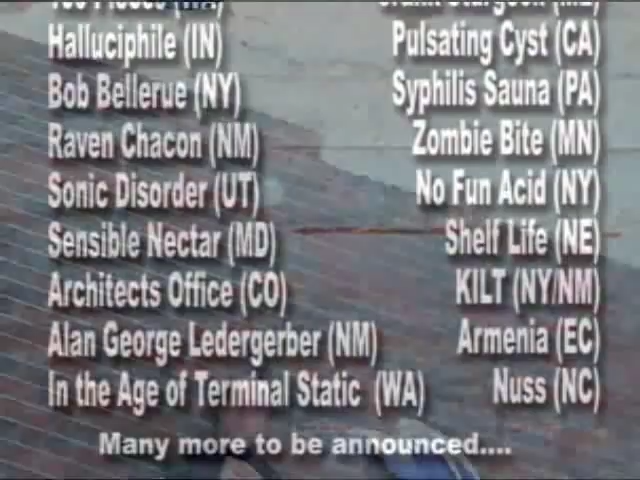 Halluciphile (IN)
Bob Bellerue (NY)
Raven Chacon (NM)
Sonic Disorder (UT)
Sensible Nectar (MD)
Architects Office (CO)
Alan George Ledergerber (NM)
In the Age of Terminal Static (WA)
Pulsating Cyst (CA)
Syphilis Sauna (PA)
Zombie Bite (MN)
No Fun Acid (NY)
Shelf Life (NE)
KILT (NY/NM)
Armenia (EC)
Nuss (NC)
Many more to be announced....